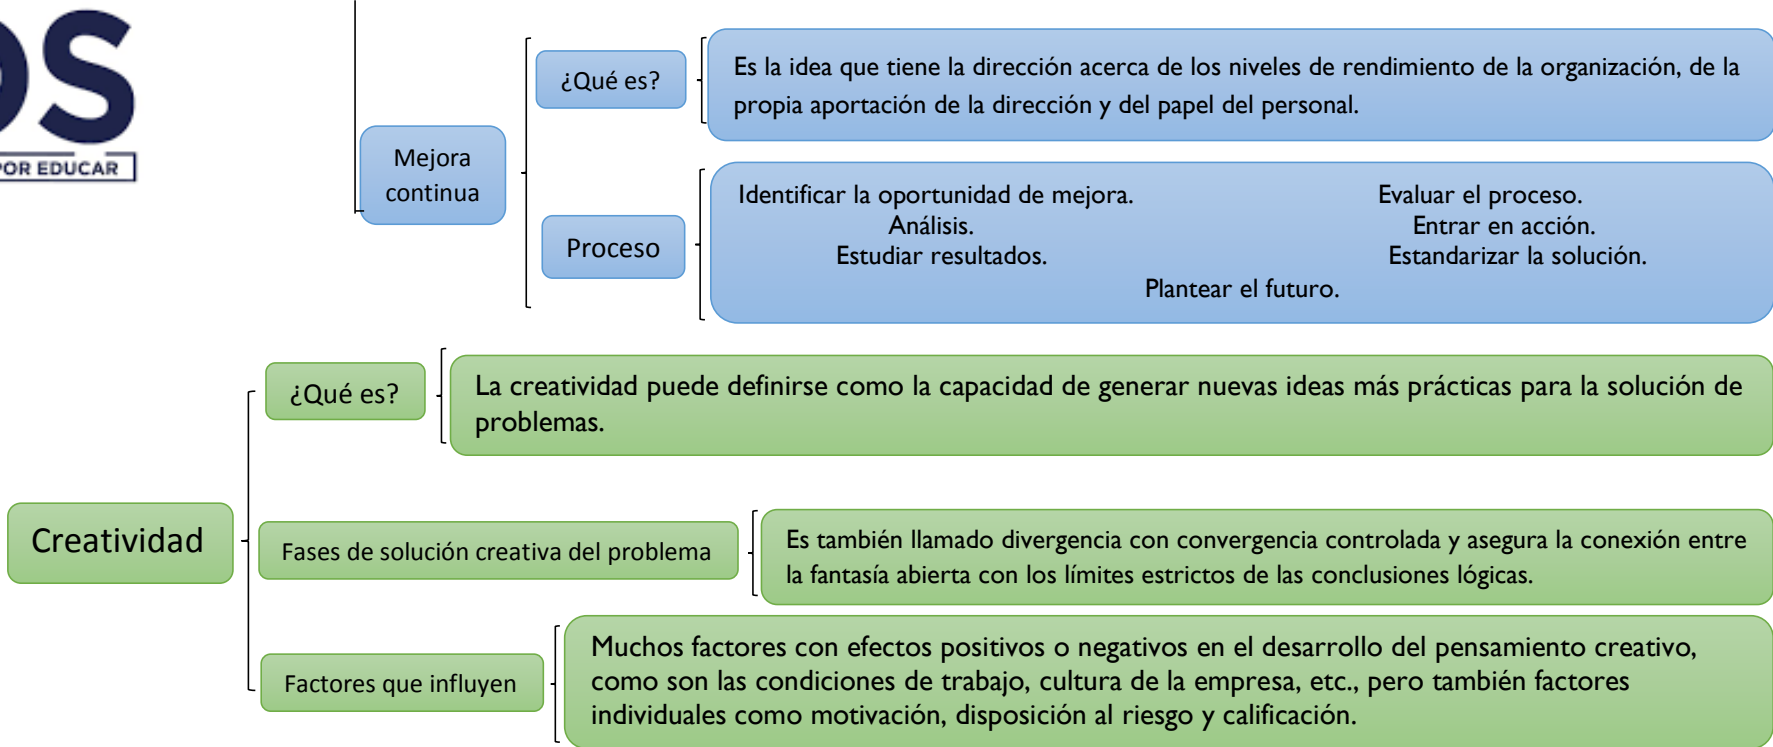 OS
POR EDUCAR
Mejora
continua
¿Qué es?
Es la idea que tiene la dirección acerca de los niveles de rendimiento de la organización, de la
propia aportación de la dirección y del papel del personal.
Proceso
Identificar la oportunidad de mejora. Evaluar el proceso.
Análisis. Entrar en acción.
Estudiar resultados. Estandarizar la solución.
Plantear el futuro.
Creatividad
¿Qué es?
La creatividad puede definirse como la capacidad de generar nuevas ideas más prácticas para la solución de
problemas.
Fases de solución creativa del problema
Es también llamado divergencia con convergencia controlada y asegura la conexión entre
la fantasía abierta con los límites estrictos de las conclusiones lógicas.
Factores que influyen
Muchos factores con efectos positivos o negativos en el desarrollo del pensamiento creativo,
como son las condiciones de trabajo, cultura de la empresa, etc., pero también factores
individuales como motivación, disposición al riesgo y calificación.